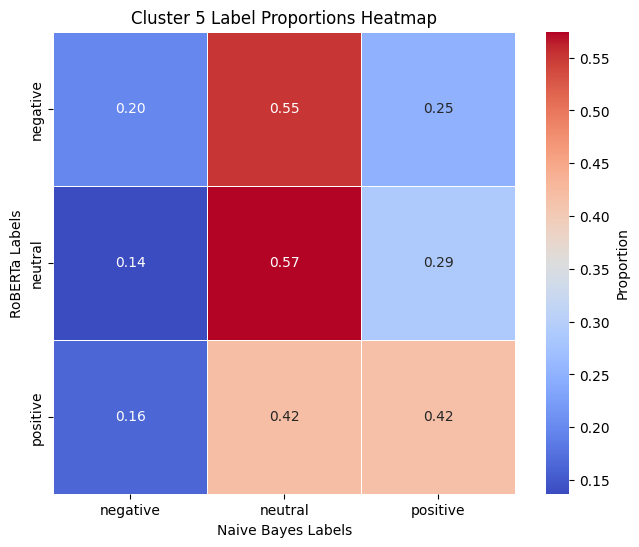 Cluster 5 Label Proportions Heatmap
negative
0.20
0.55
0.25
neutral
0.14
0.57
0.29
positive
0.16
0.42
0.42
RoBERTa Labels
negative
neutral
positive
Naive Bayes Labels
0.55
0.50
0.45
0.40
0.35
0.30
0.25
0.20
0.15
Proportion